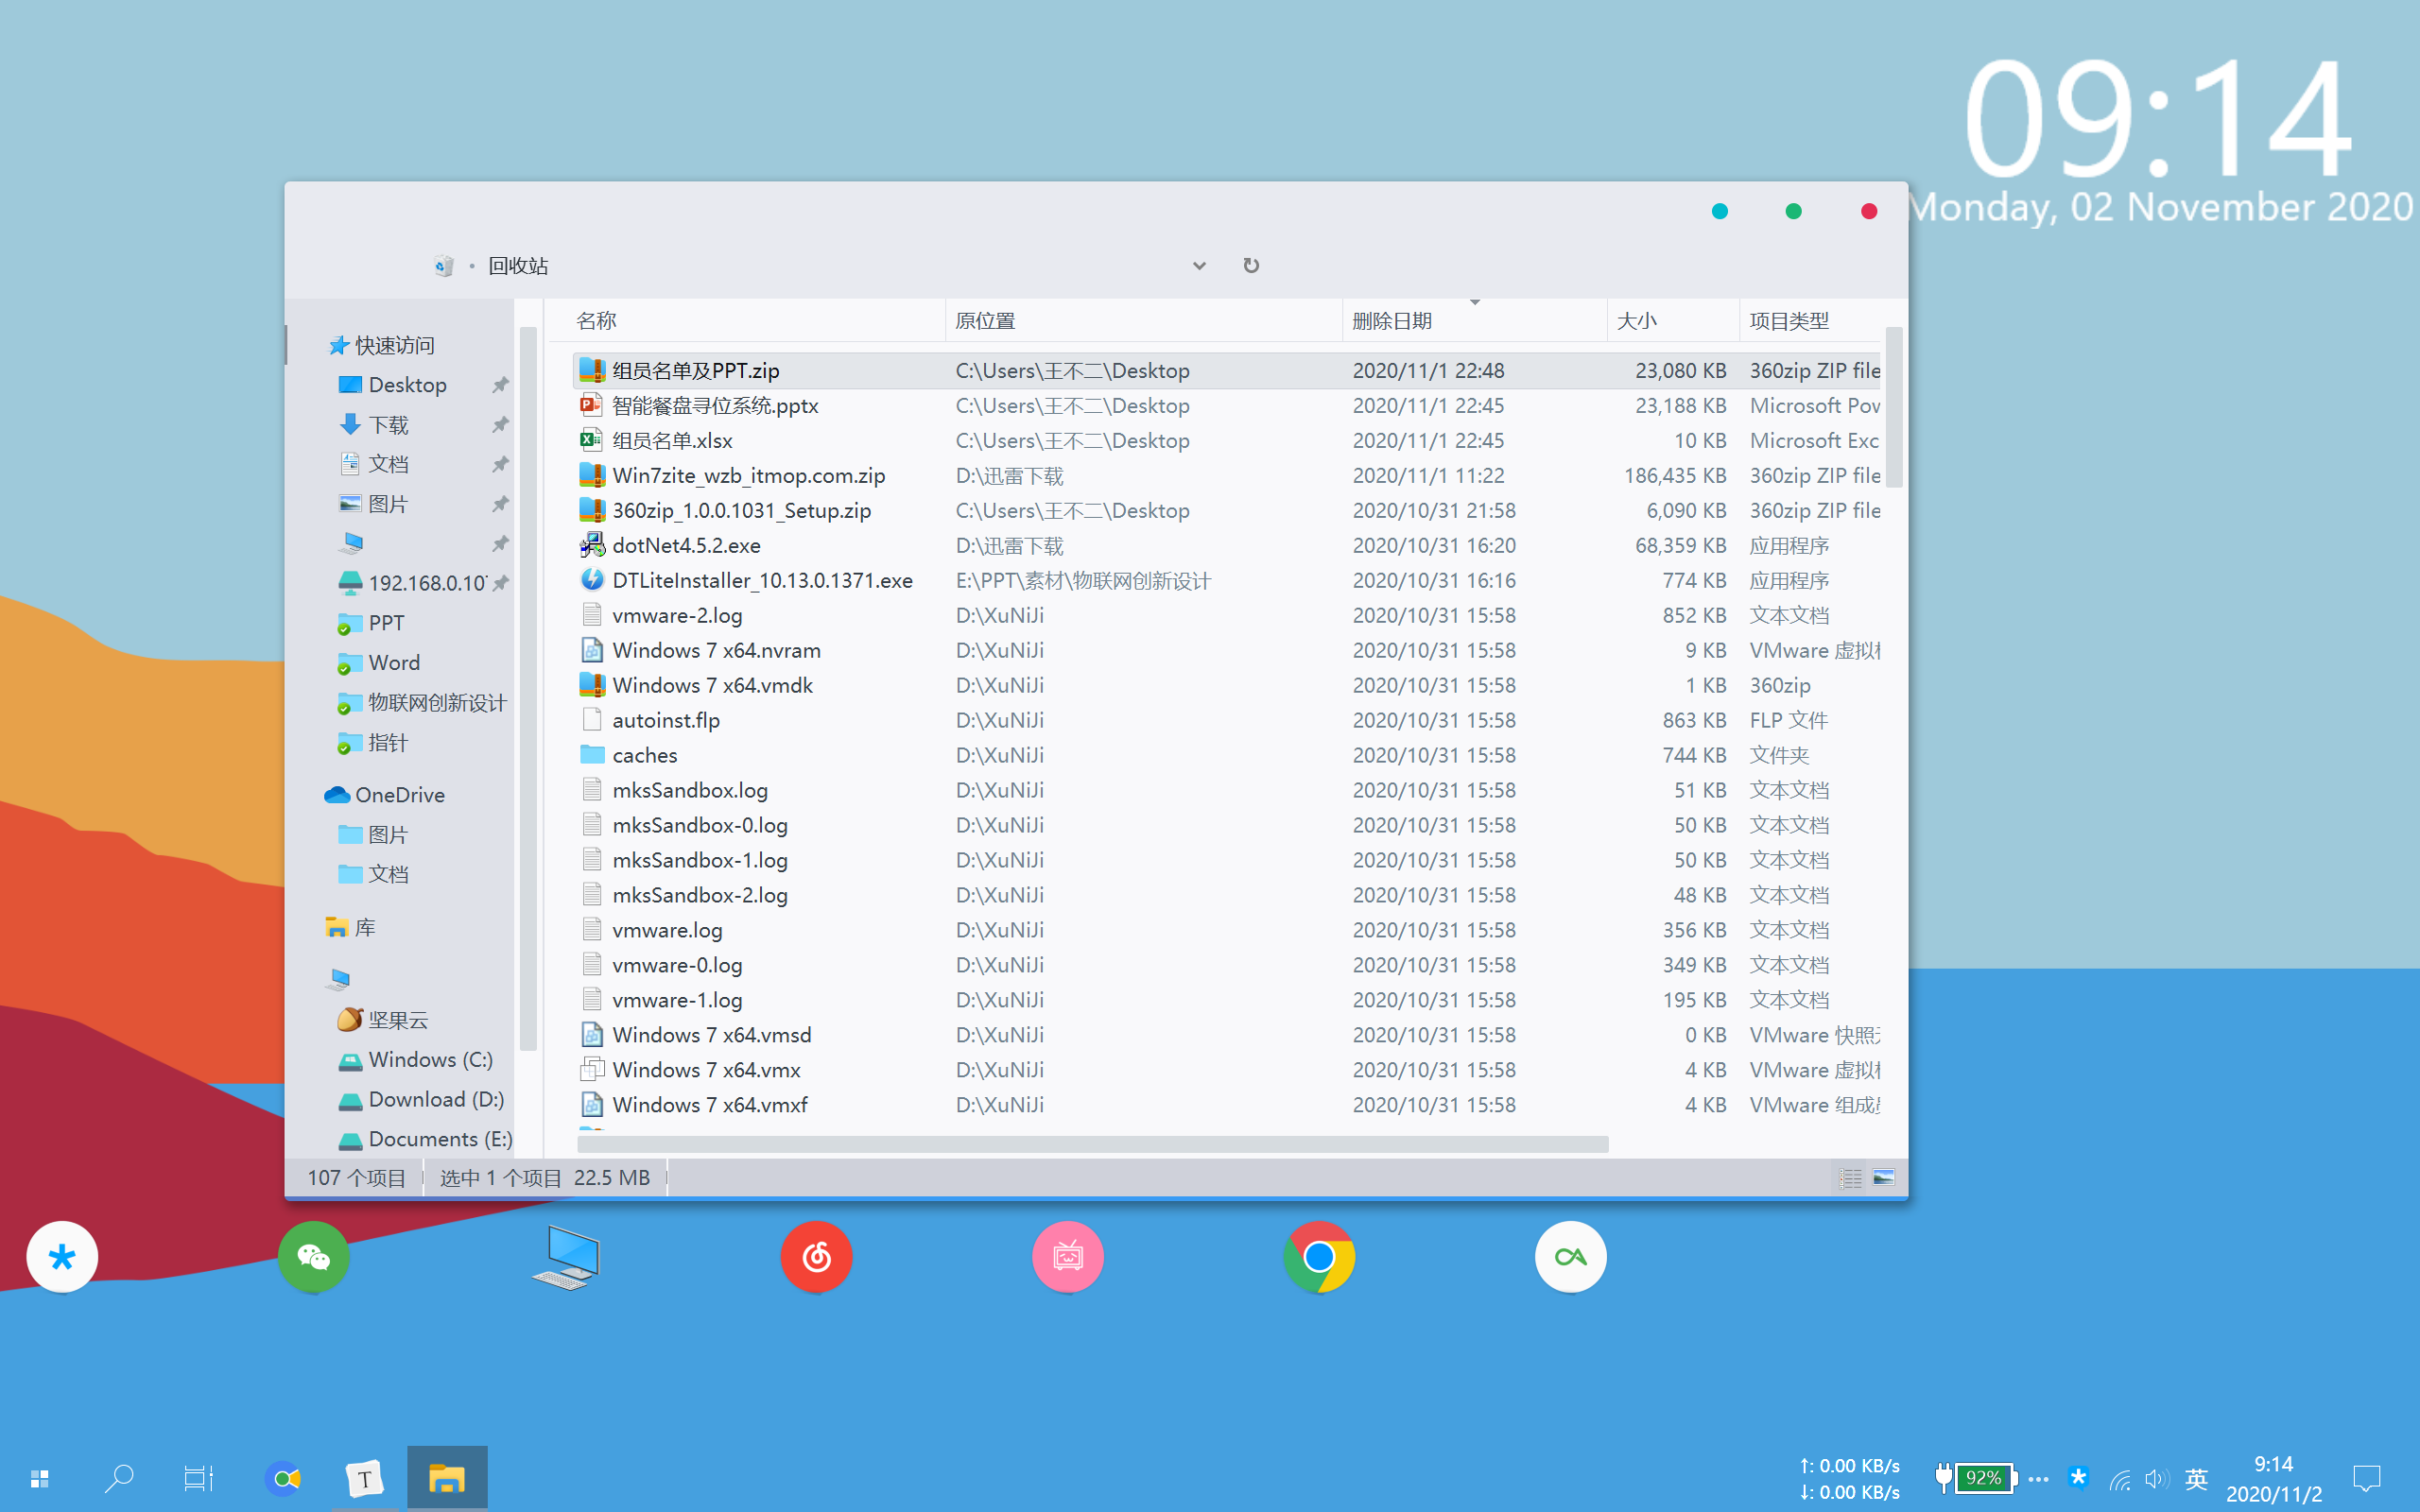 09:14
Monday, 02 November 2020
回收站
名称 原位置 删除日期 大小 项目类型
快速访问
Desktop
下载
文档
图片
192.168.0.10
PPT
Word
物联网创新设计
指针
OneDrive
图片
文档
库
坚果云
Windows (C:)
Download (D:)
Documents (E:)
组员名单及PPT.zip C:\Users\王不二\Desktop 2020/11/1 22:48 23,080 KB 360zip ZIP file
智能餐盘寻位系统.pptx C:\Users\王不二\Desktop 2020/11/1 22:45 23,188 KB Microsoft Pow
组员名单.xlsx C:\Users\王不二\Desktop 2020/11/1 22:45 10 KB Microsoft Exc
Win7zite_wzb_itmop.com.zip D:\迅雷下载 2020/11/1 11:22 186,435 KB 360zip ZIP file
360zip_1.0.0.1031_Setup.zip C:\Users\王不二\Desktop 2020/10/31 21:58 6,090 KB 360zip ZIP file
dotNet4.5.2.exe D:\迅雷下载 2020/10/31 16:20 68,359 KB 应用程序
DTLiteInstaller_10.13.0.1371.exe E:\PPT\素材\物联网创新设计 2020/10/31 16:16 774 KB 应用程序
vmware-2.log D:\XuNiJi 2020/10/31 15:58 852 KB 文本文档
Windows 7 x64.nvram D:\XuNiJi 2020/10/31 15:58 9 KB VMware 虚拟
Windows 7 x64.vmdk D:\XuNiJi 2020/10/31 15:58 1 KB 360zip
autoinst.flp D:\XuNiJi 2020/10/31 15:58 863 KB FLP 文件
caches D:\XuNiJi 2020/10/31 15:58 744 KB 文件夹
mksSandbox.log D:\XuNiJi 2020/10/31 15:58 51 KB 文本文档
mksSandbox-0.log D:\XuNiJi 2020/10/31 15:58 50 KB 文本文档
mksSandbox-1.log D:\XuNiJi 2020/10/31 15:58 50 KB 文本文档
mksSandbox-2.log D:\XuNiJi 2020/10/31 15:58 48 KB 文本文档
vmware.log D:\XuNiJi 2020/10/31 15:58 356 KB 文本文档
vmware-0.log D:\XuNiJi 2020/10/31 15:58 349 KB 文本文档
vmware-1.log D:\XuNiJi 2020/10/31 15:58 195 KB 文本文档
Windows 7 x64.vmsd D:\XuNiJi 2020/10/31 15:58 0 KB VMware 快照
Windows 7 x64.vmx D:\XuNiJi 2020/10/31 15:58 4 KB VMware 虚拟
Windows 7 x64.vmxf D:\XuNiJi 2020/10/31 15:58 4 KB VMware 组成
107 个项目 选中 1 个项目 22.5 MB
T
↑: 0.00 KB/s
↓: 0.00 KB/s
92%
英
9:14
2020/11/2